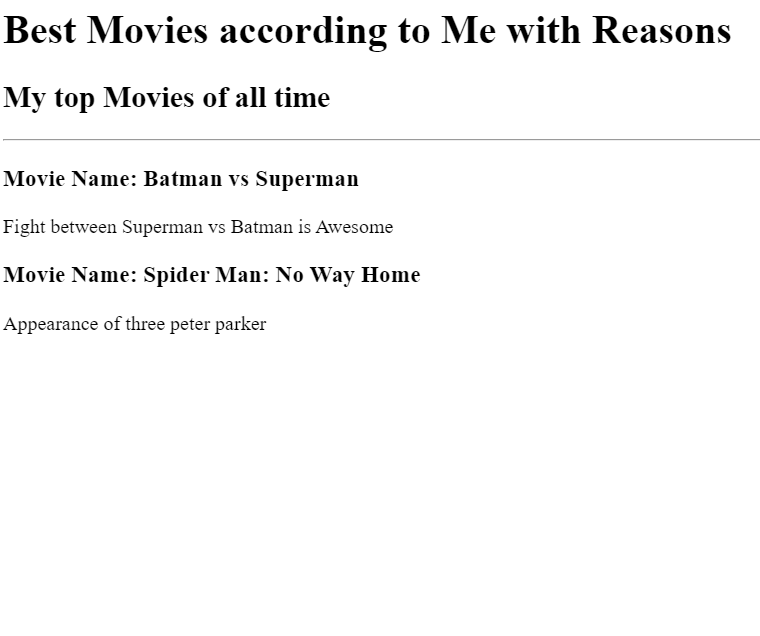 Best Movies according to Me with Reasons
My top Movies of all time
Movie Name: Batman vs Superman
Fight between Superman vs Batman is Awesome
Movie Name: Spider Man: No Way Home
Appearance of three peter parker